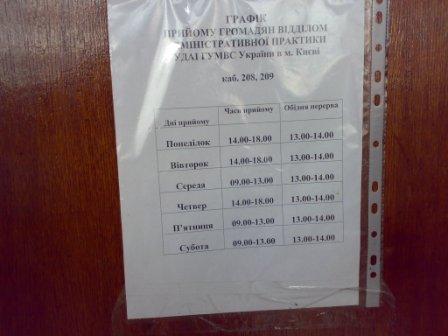 ГРАФІК
ПРИЙОМУ ГРОМАДЯН ВІДДІЛОМ
АДМІНІСТРАТИВНОЇ ПРАКТИКИ
УДАІ ГУМВС України в м. Києві
каб. 208, 209
Дні прийому Часи прийому Обідня перерва
Понеділок 14.00-18.00 13.00-14.00
Вівторок 14.00-18.00 13.00-14.00
Середа 09.00-13.00 13.00-14.00
Четвер 14.00-18.00 13.00-14.00
П'ятниця 09.00-13.00 13.00-14.00
Субота 09.00-13.00 13.00-14.00